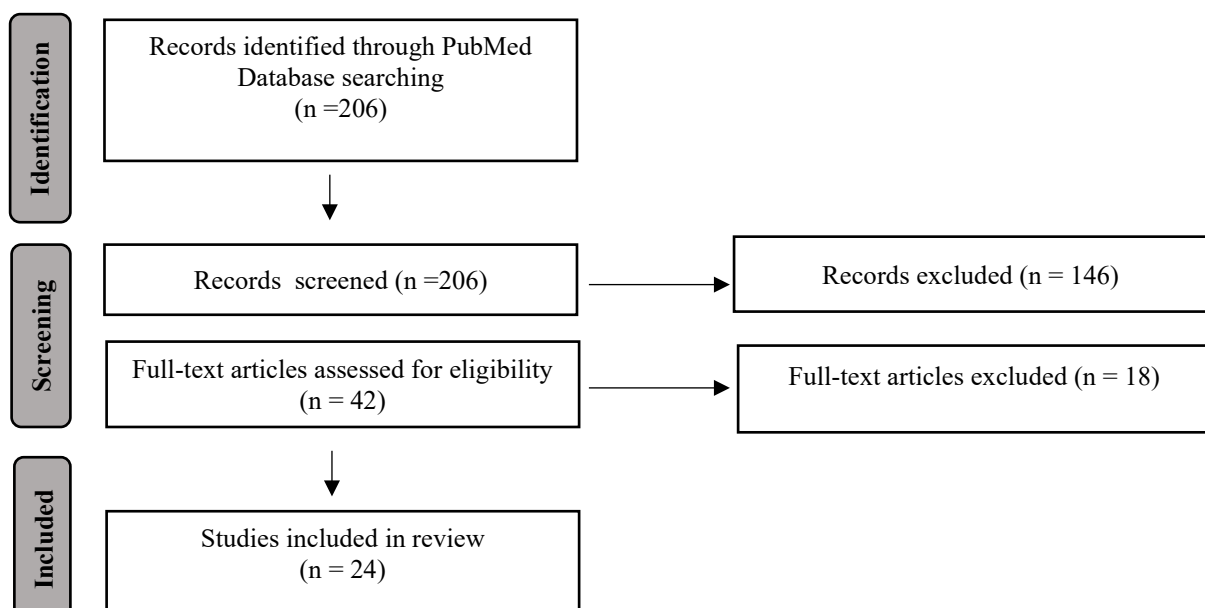 Identification
Records identified through PubMed
Database searching
(n =206)
Screening
Records  screened (n =206)
Records excluded (n = 146)
Full-text articles assessed for eligibility
(n = 42)
Full-text articles excluded (n = 18)
Included
Studies included in review
(n = 24)